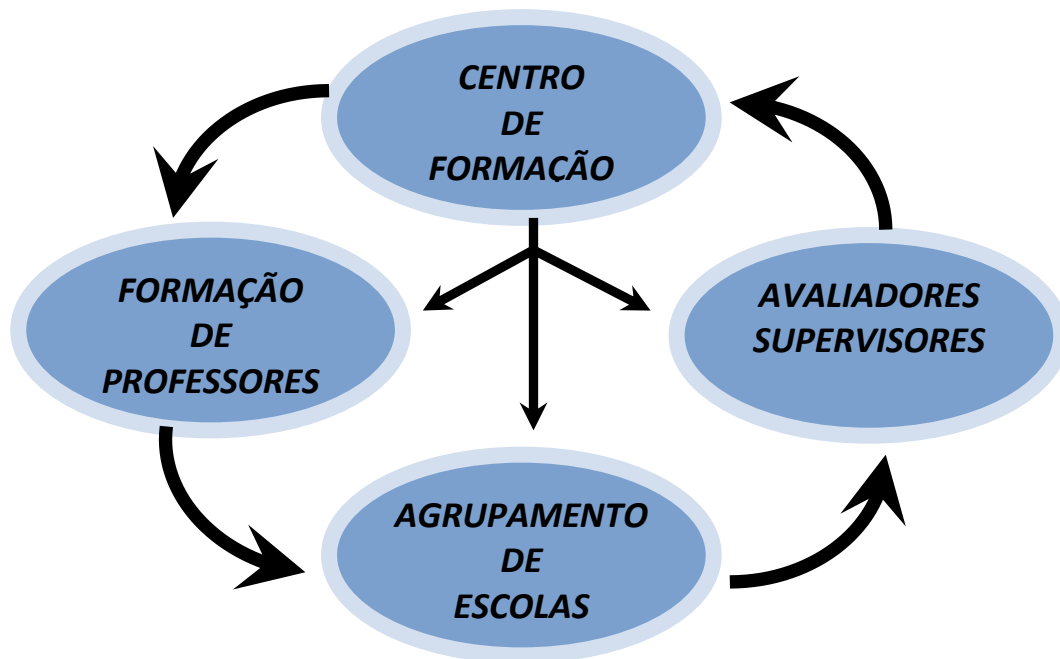 CENTRO
DE
FORMAÇÃO
FORMAÇÃO
DE
PROFESSORES
AVALIADORES
SUPERVISORES
AGRUPAMENTO
DE
ESCOLAS